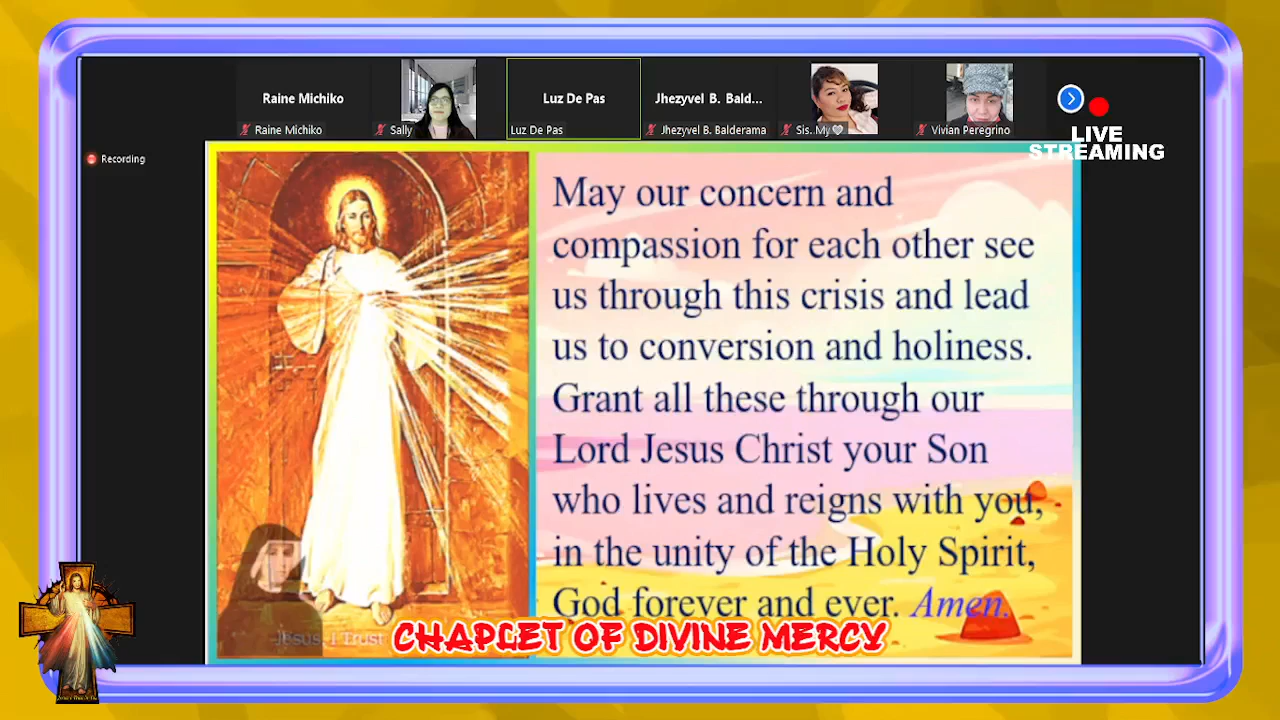 Raine Michiko
Luz De Pas
Jhezyvel B. Bald...
Raine Michiko
Sally
Luz De Pas
Jhezyvel B. Balderama
Sis. My
Vivian Peregrino
LIVE
STREAMING
Recording
May our concern and
compassion for each other see
us through this crisis and lead
us to conversion and holiness.
Grant all these through our
Lord Jesus Christ your Son
who lives and reigns with you,
in the unity of the Holy Spirit,
God forever and ever. Amen.
Jesus, I Trust
CHAPLET OF DIVINE MERCY